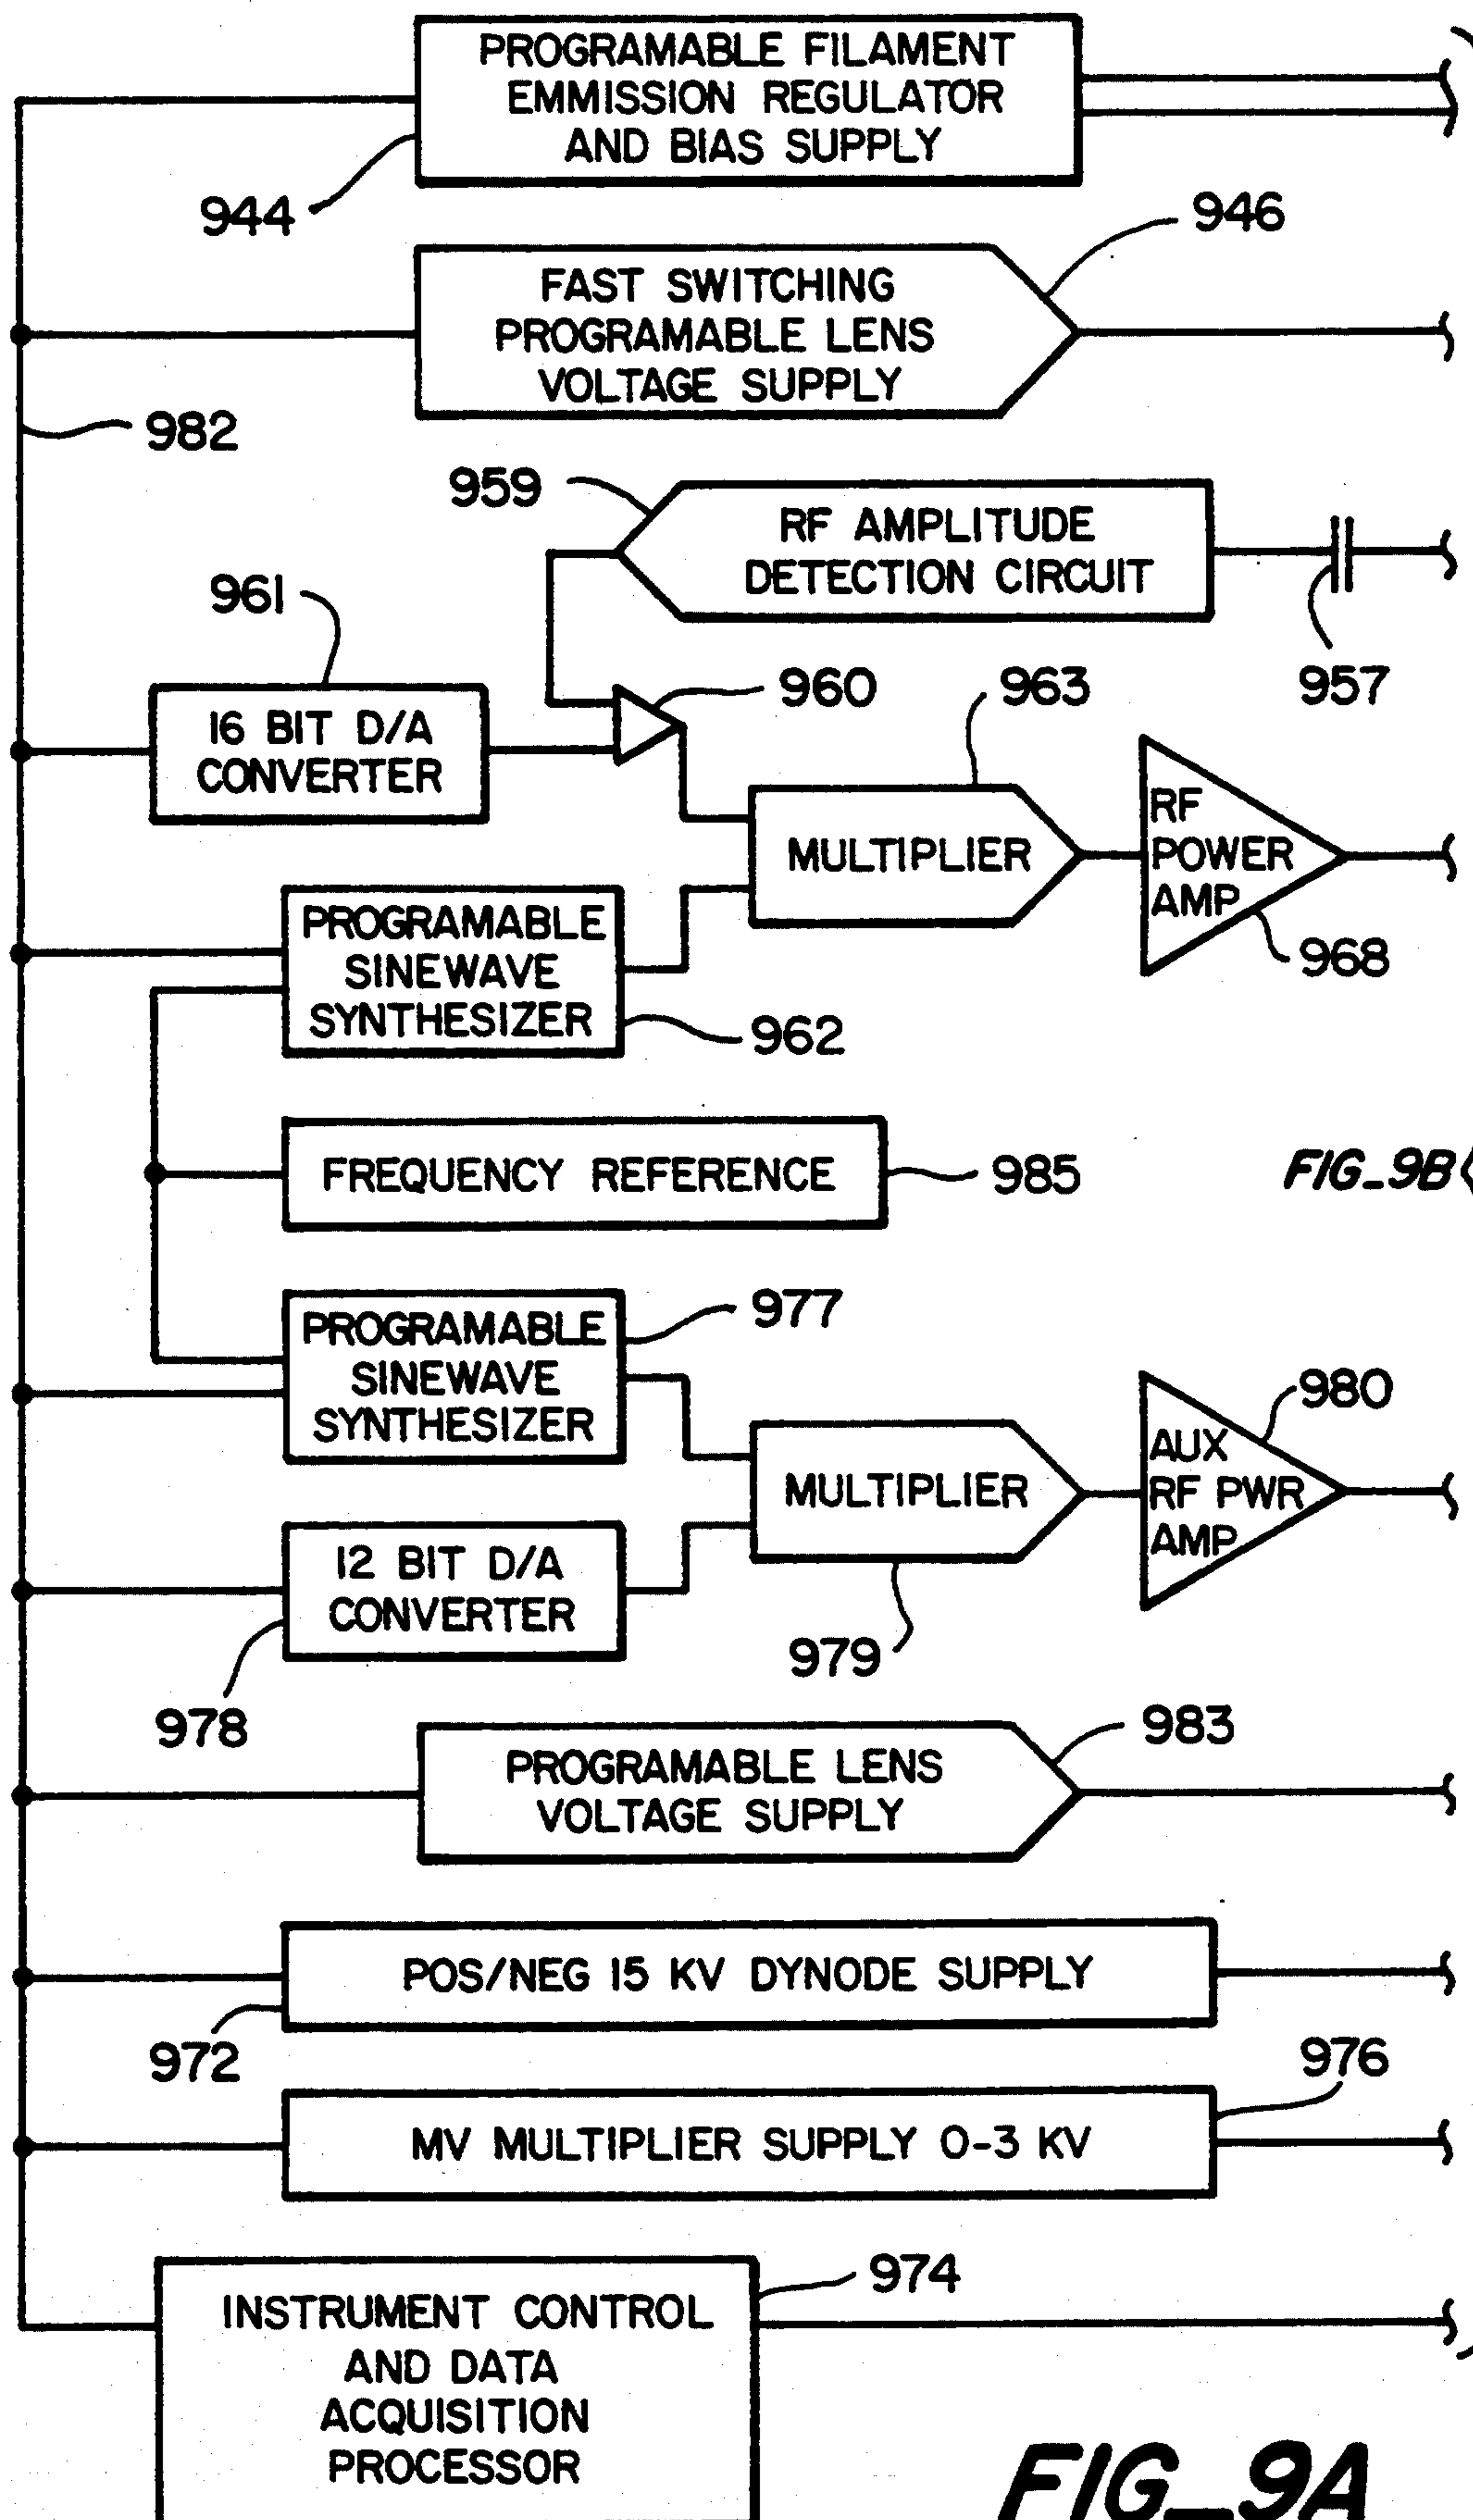 PROGRAMABLE FILAMENT
EMMISSION REGULATOR
AND BIAS SUPPLY
944
946
FAST SWITCHING
PROGRAMABLE LENS
VOLTAGE SUPPLY
982
959
RF AMPLITUDE
DETECTION CIRCUIT
961
957
960
963
16 BIT D/A
CONVERTER
RF
POWER
AMP
MULTIPLIER
968
PROGRAMABLE
SINEWAVE
SYNTHESIZER
962
FREQUENCY REFERENCE
985
FIG_9B
977
PROGRAMABLE
SINEWAVE
SYNTHESIZER
980
AUX
RF PWR
AMP
MULTIPLIER
12 BIT D/A
CONVERTER
979
978
983
PROGRAMABLE LENS
VOLTAGE SUPPLY
POS/NEG 15 KV DYNODE SUPPLY
972
976
MV MULTIPLIER SUPPLY 0-3 KV
974
INSTRUMENT CONTROL
AND DATA
ACQUISITION
PROCESSOR
FIG_9A